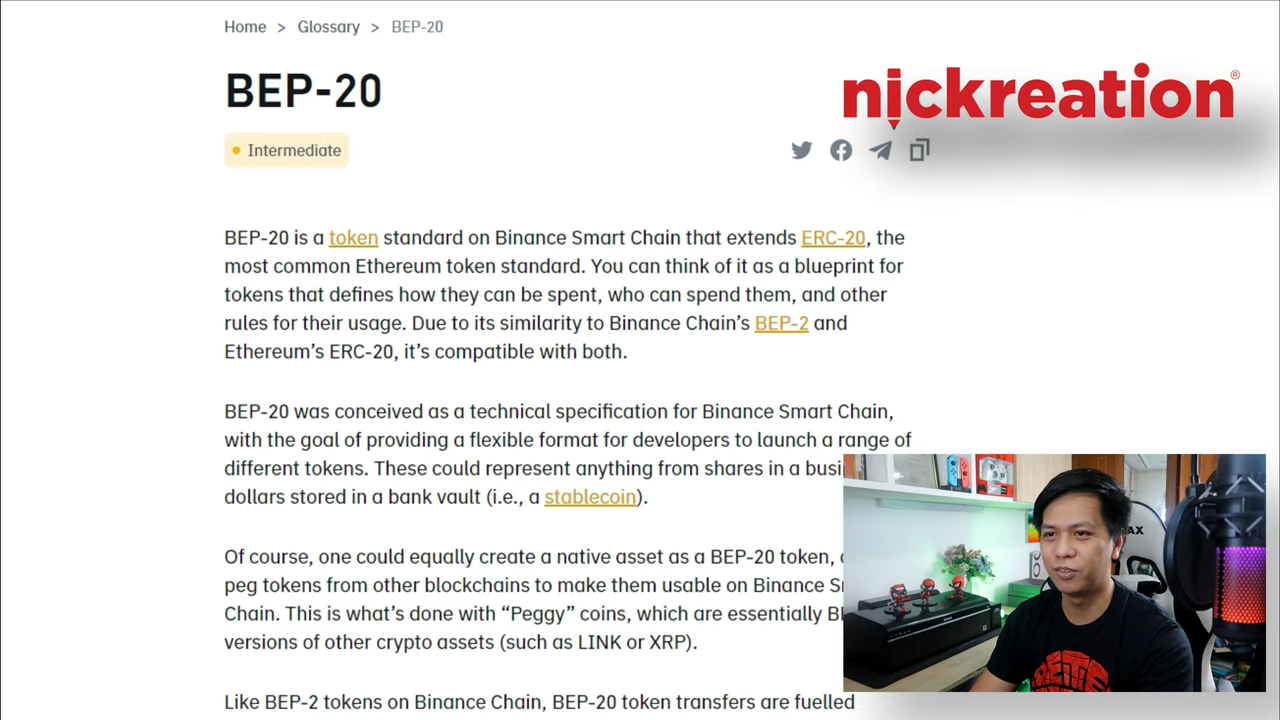 Home > Glossary > BEP-20
BEP-20
nickreation®
Intermediate
BEP-20 is a token standard on Binance Smart Chain that extends ERC-20, the
most common Ethereum token standard. You can think of it as a blueprint for
tokens that defines how they can be spent, who can spend them, and other
rules for their usage. Due to its similarity to Binance Chain’s BEP-2 and
Ethereum’s ERC-20, it’s compatible with both.
BEP-20 was conceived as a technical specification for Binance Smart Chain,
with the goal of providing a flexible format for developers to launch a range of
different tokens. These could represent anything from shares in a busi
dollars stored in a bank vault (i.e., a stablecoin).
Of course, one could equally create a native asset as a BEP-20 token,
peg tokens from other blockchains to make them usable on Binance S
Chain. This is what’s done with “Peggy” coins, which are essentially B
versions of other crypto assets (such as LINK or XRP).
Like BEP-2 tokens on Binance Chain, BEP-20 token transfers are fuelled
AX